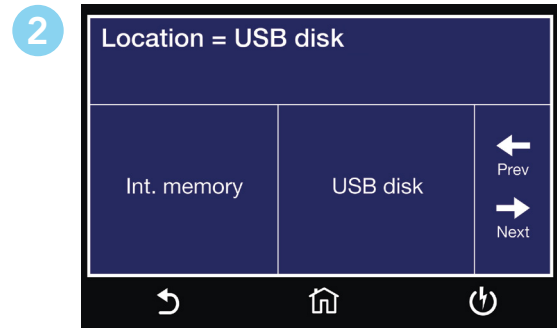 2
Location = USB disk
Int. memory
USB disk
Prev
Next